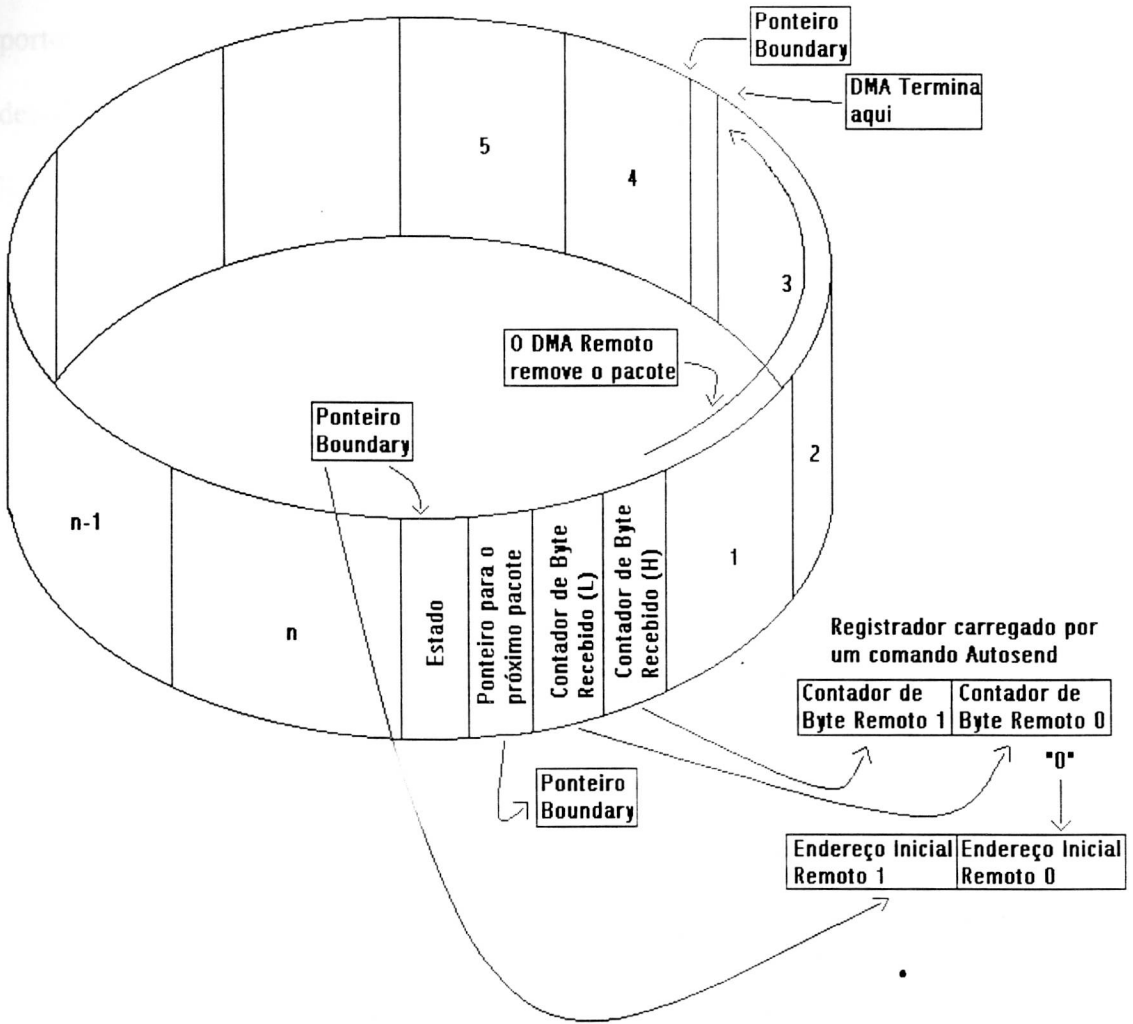 port-
de,
Ponteiro
Boundary
DMA Termina
aqui
5
4
3
O DMA Remoto
remove o pacote
Ponteiro
Boundary
2
n-1
n
Estado
Ponteiro para o
próximo pacote
Contador de Byte
Recebido (L)
Contador de Byte
Recebido (H)
1
Registrador carregado por
um comando Autosend
Contador de
Byte Remoto 1
Contador de
Byte Remoto 0
"0"
Ponteiro
Boundary
Endereço Inicial
Remoto 1
Endereço Inicial
Remoto 0